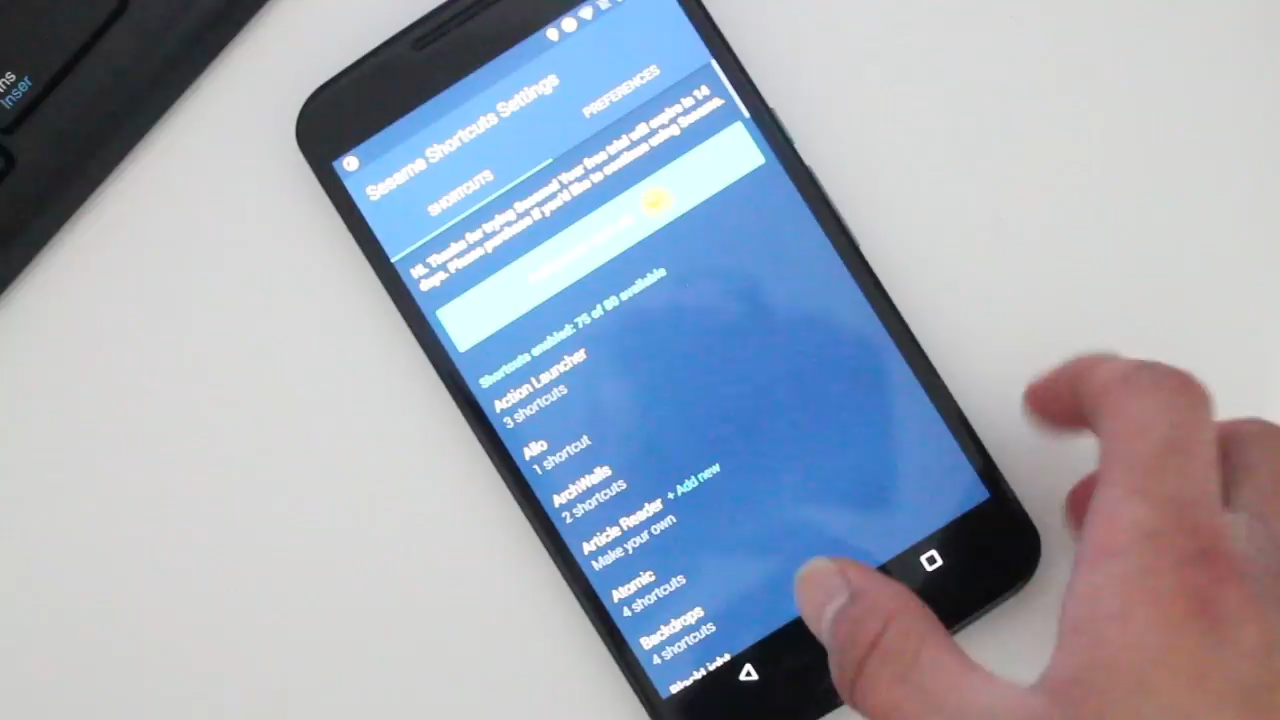 ns
Inser
Sesame Shortcuts Settings
SHORTCUTS
PREFERENCES
Hi. Thanks for trying Sesame! Your free trial will expire in 14
days. Please purchase if you'd like to continue using Sesame.
Shortcuts enabled: 75 of 80 available
Action Launcher
3 shortcuts
Allo
1 shortcut
ArchWells
2 shortcuts
Article Reader + Add new
Make your own
Atomic
4 shortcuts
Backdrops
4 shortcuts